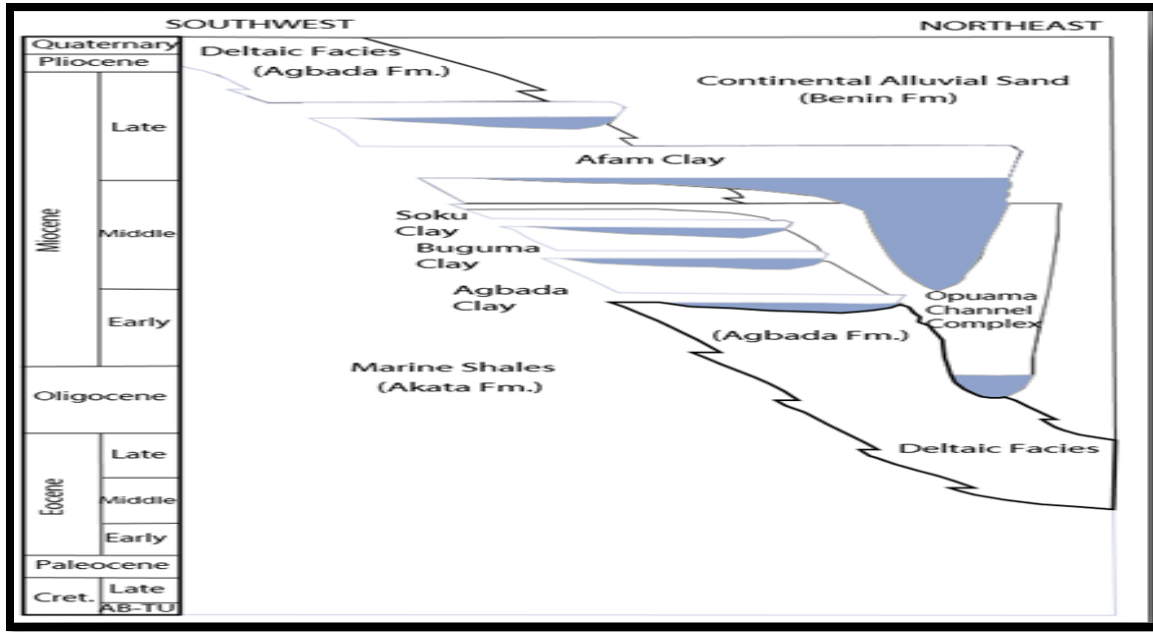 SOUTHWEST
NORTHEAST
Quaternary
Pliocene
Miocene
Late
Middle
Early
Oligocene
Eocene
Late
Middle
Early
Paleocene
Cret.
Late
AB-TU
Deltaic Facies
(Agbada Fm.)
Continental Alluvial Sand
(Benin Fm)
Afam Clay
Soku
Clay
Buguma
Clay
Agbada
Clay
Opuama
Channel
Complex
(Agbada Fm.)
Marine Shales
(Akata Fm.)
Deltaic Facies